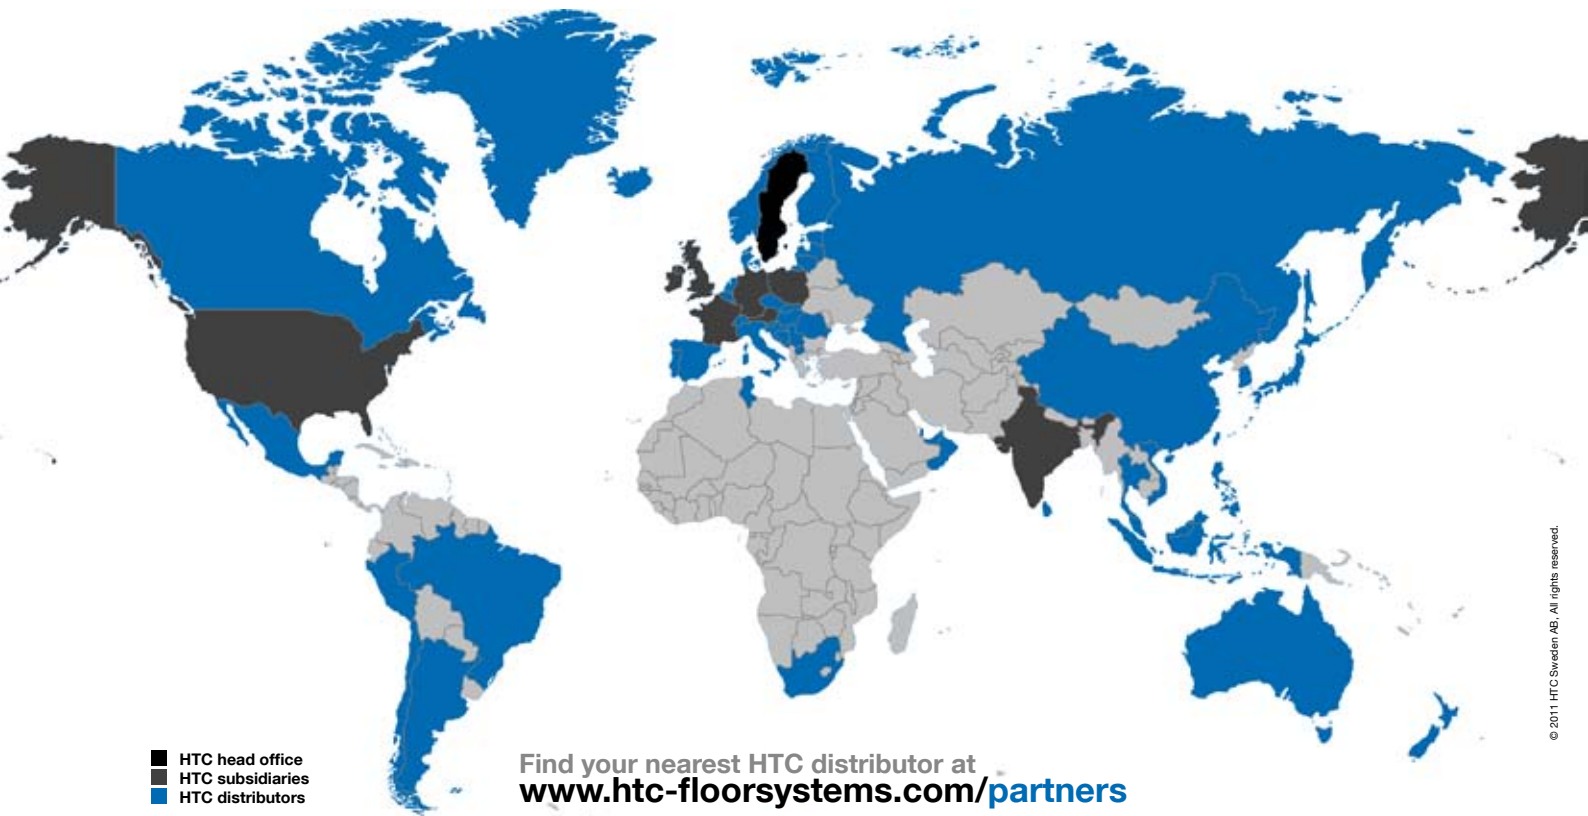 HTC head office
HTC subsidiaries
HTC distributors
Find your nearest HTC distributor at
www.htc-floorsystems.com/partners
© 2011 HTC Sweden AB, All rights reserved.